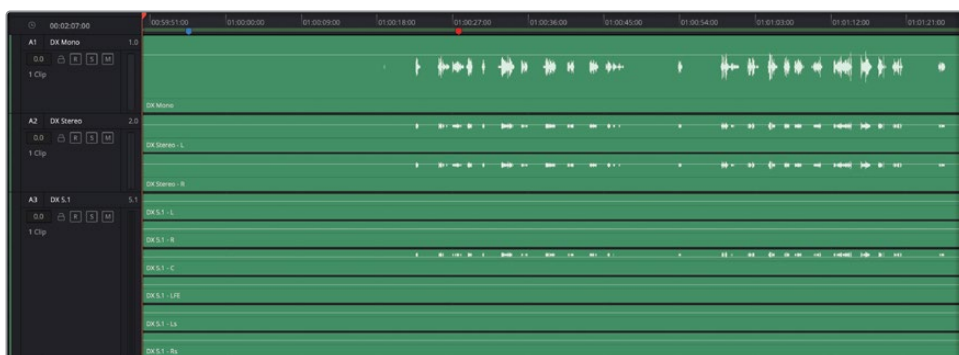 00:02:07:00
00:59:51:00 01:00:00:00 01:00:09:00 01:00:18:00 01:00:27:00 01:00:36:00 01:00:45:00 01:00:54:00 01:01:03:00 01:01:12:00 01:01:21:00
A1 DX Mono 1.0
0.0 R S M
1 Clip
DX Mono
A2 DX Stereo 2.0
0.0 R S M
1 Clip
DX Stereo - L
DX Stereo - R
A3 DX 5.1 5.1
0.0 R S M
1 Clip
DX 5.1 - L
DX 5.1 - R
DX 5.1 - C
DX 5.1 - LFE
DX 5.1 - Ls
DX 5.1 - Rs